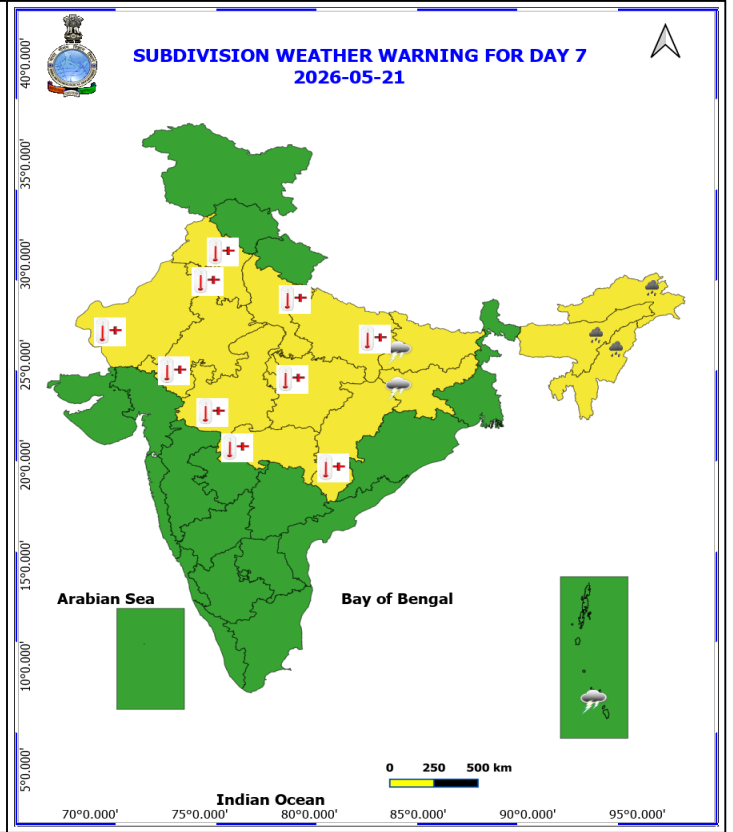 SUBDIVISION WEATHER WARNING FOR DAY 7
2026-05-21
40°0.000'
35°0.000'
30°0.000'
25°0.000'
20°0.000'
15°0.000'
10°0.000'
5°0.000'
Arabian Sea
Bay of Bengal
0 250 500 km
Indian Ocean
70°0.000' 75°0.000' 80°0.000' 85°0.000' 90°0.000' 95°0.000'